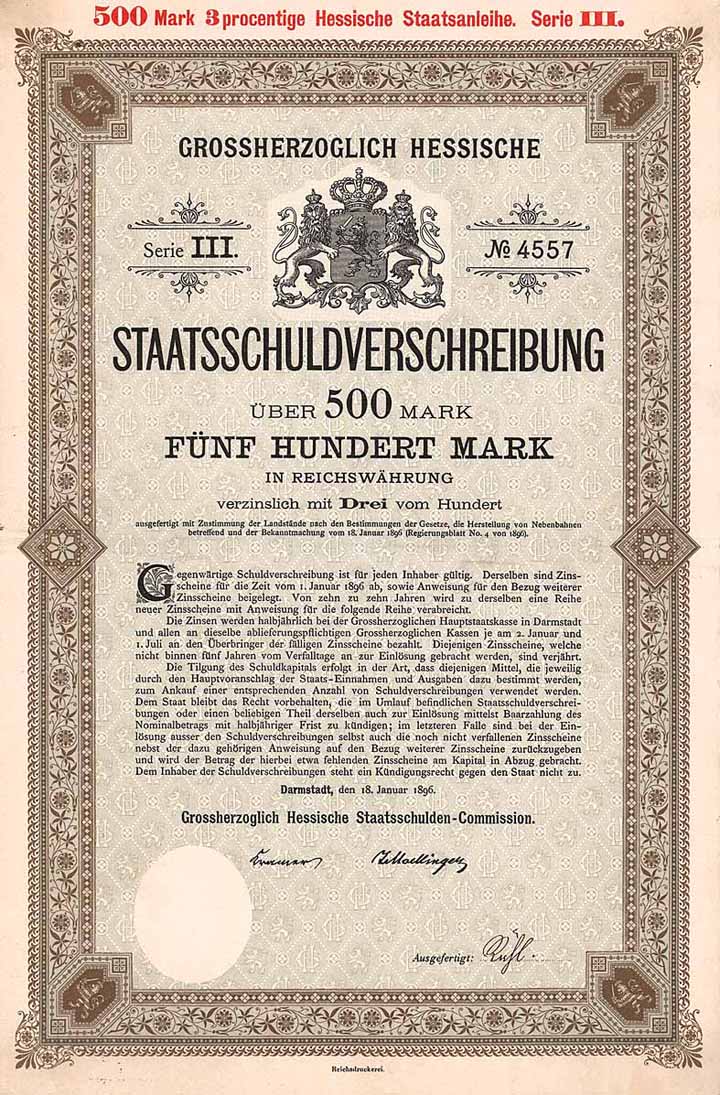 500 Mark 3procentige Hessische Staatsanleihe. Serie III.
GROSSHERZOGLICH HESSISCHE
Serie III.
No 4557
STAATSSCHULDVERSCHREIBUNG
ÜBER 500 MARK
FÜNF HUNDERT MARK
IN REICHSWÄHRUNG
verzinslich mit Drei vom Hundert
ausgefertigt mit Zustimmung der Landstände nach den Bestimmungen der Gesetze, die Herstellung von Nebenbahnen
betreffend und der Bekanntmachung vom 18. Januar 1896 (Regierungsblatt No. 4 von 1896).
Gegenwärtige Schuldverschreibung ist für jeden Inhaber gültig. Derselben sind Zins-
scheine für die Zeit vom 1. Januar 1896 ab, sowie Anweisung für den Bezug weiterer
Zinsscheine beigelegt. Von zehn zu zehn Jahren wird zu derselben eine Reihe
neuer Zinsscheine mit Anweisung für die folgende Reihe verabreicht.
Die Zinsen werden halbjährlich bei der Grossherzoglichen Hauptstaatskasse in Darmstadt
und allen an dieselbe ablieferungspflichtigen Grossherzoglichen Kassen je am 2. Januar und
1. Juli an den Überbringer der fälligen Zinsscheine bezahlt. Diejenigen Zinsscheine, welche
nicht binnen fünf Jahren vom Verfalltage an zur Einlösung gebracht werden, sind verjährt.
Die Tilgung des Schuldkapitals erfolgt in der Art, dass diejenigen Mittel, die jeweilig
durch den Hauptvoranschlag der Staats-Einnahmen und Ausgaben dazu bestimmt werden,
zum Ankauf einer entsprechenden Anzahl von Schuldverschreibungen verwendet werden.
Dem Staat bleibt das Recht vorbehalten, die im Umlauf befindlichen Staatsschuldverschrei-
bungen oder einen beliebigen Theil derselben auch zur Einlösung mittelst Baarzahlung des
Nominalbetrags mit halbjähriger Frist zu kündigen; im letzteren Falle sind bei der Ein-
lösung ausser den Schuldverschreibungen selbst auch die noch nicht verfallenen Zinsscheine
nebst der dazu gehörigen Anweisung auf den Bezug weiterer Zinsscheine zurückzugeben
und wird der Betrag der hierbei etwa fehlenden Zinsscheine am Kapital in Abzug gebracht.
Dem Inhaber der Schuldverschreibungen steht ein Kündigungsrecht gegen den Staat nicht zu.
Darmstadt, den 18. Januar 1896.
Grossherzoglich Hessische Staatsschulden-Commission.
Kramer
Ausgefertigt: Rühl.
Reichsdruckerei.